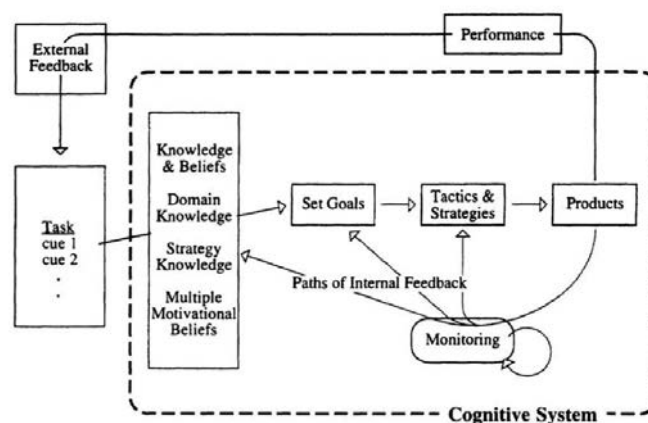 External
Feedback
Performance
Task
cue 1
cue 2
.
.
Knowledge
& Beliefs
Domain
Knowledge
Strategy
Knowledge
Multiple
Motivational
Beliefs
Set Goals
Tactics &
Strategies
Products
Paths of Internal Feedback
Monitoring
Cognitive System